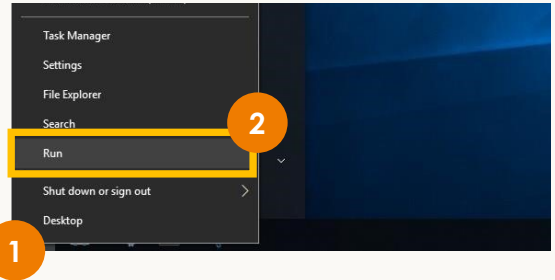 Task Manager
Settings
File Explorer
Search
2
Run
Shut down or sign out
Desktop
1